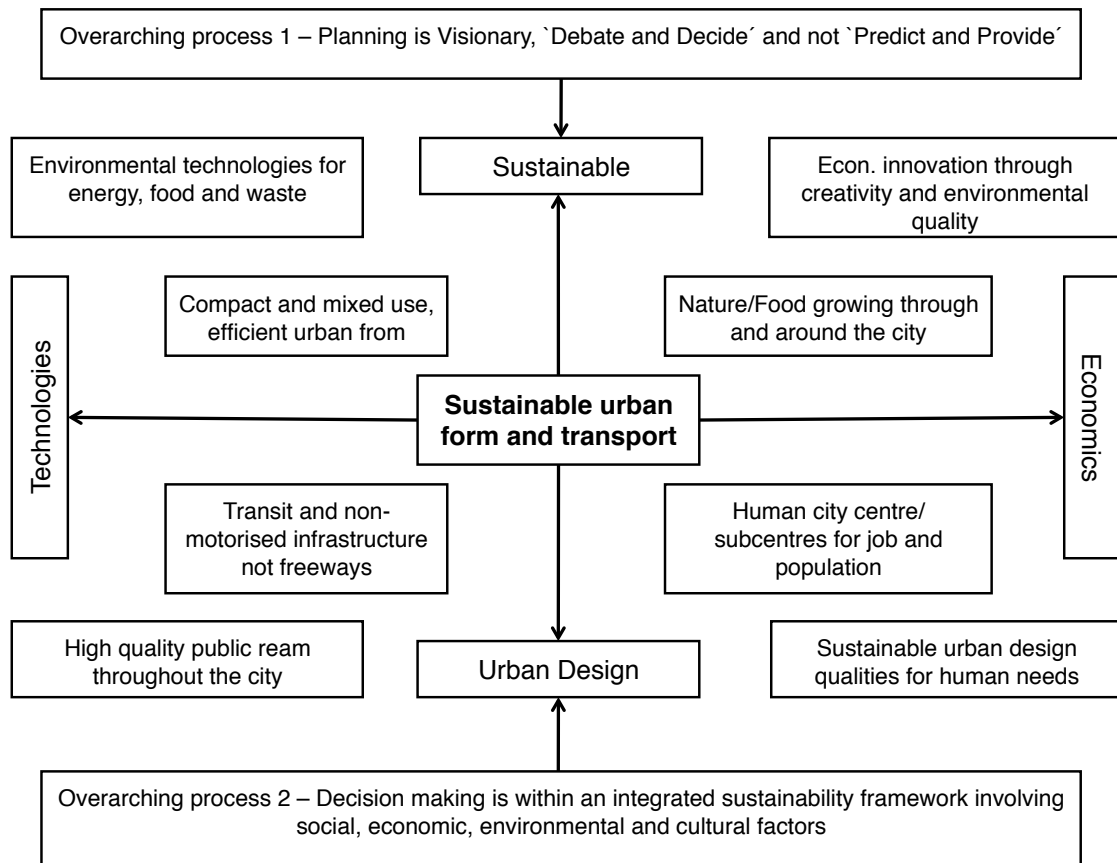 Overarching process 1 – Planning is Visionary, `Debate and Decide´ and not `Predict and Provide´
Environmental technologies for
energy, food and waste
Sustainable
Econ. innovation through
creativity and environmental
quality
Compact and mixed use,
efficient urban from
Nature/Food growing through
and around the city
Technologies
Sustainable urban
form and transport
Economics
Transit and non-
motorised infrastructure
not freeways
Human city centre/
subcentres for job and
population
High quality public ream
throughout the city
Urban Design
Sustainable urban design
qualities for human needs
Overarching process 2 – Decision making is within an integrated sustainability framework involving
social, economic, environmental and cultural factors